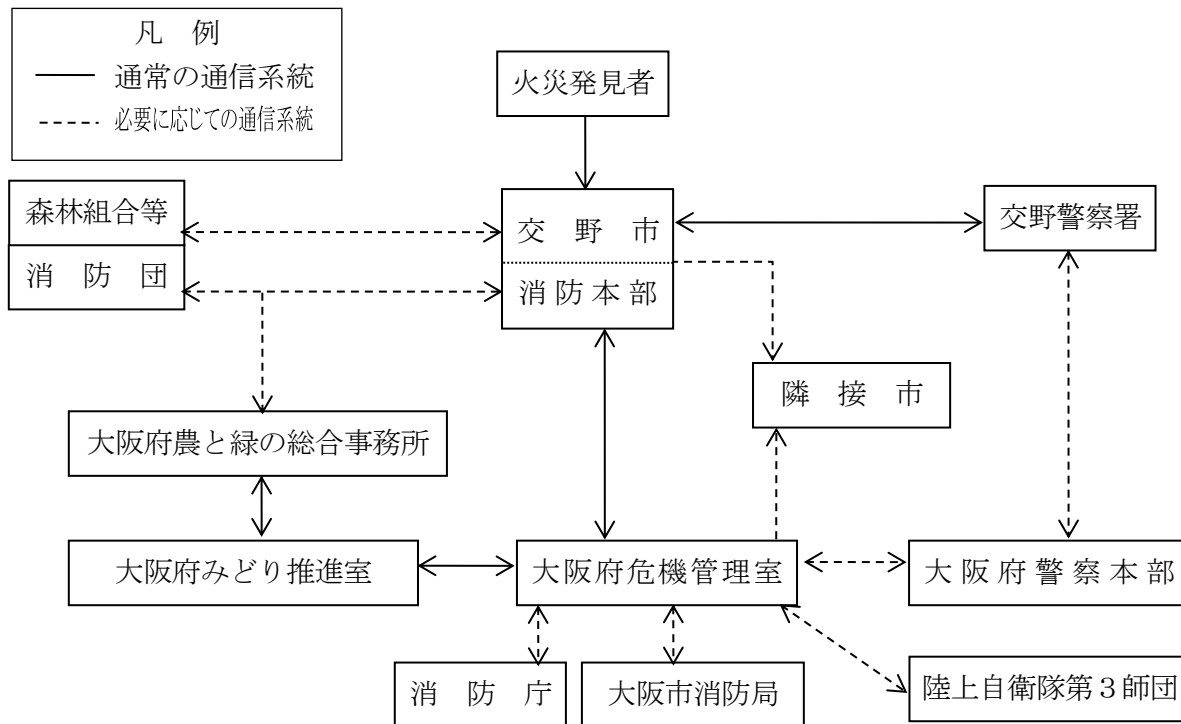 凡　例
通常の通信系統
必要に応じての通信系統
火災発見者
森林組合等
消　防　団
交　野　市
消防本部
交野警察署
隣　接　市
大阪府農と緑の総合事務所
大阪府みどり推進室
大阪府危機管理室
大阪府警察本部
消　防　庁
大阪市消防局
陸上自衛隊第３師団